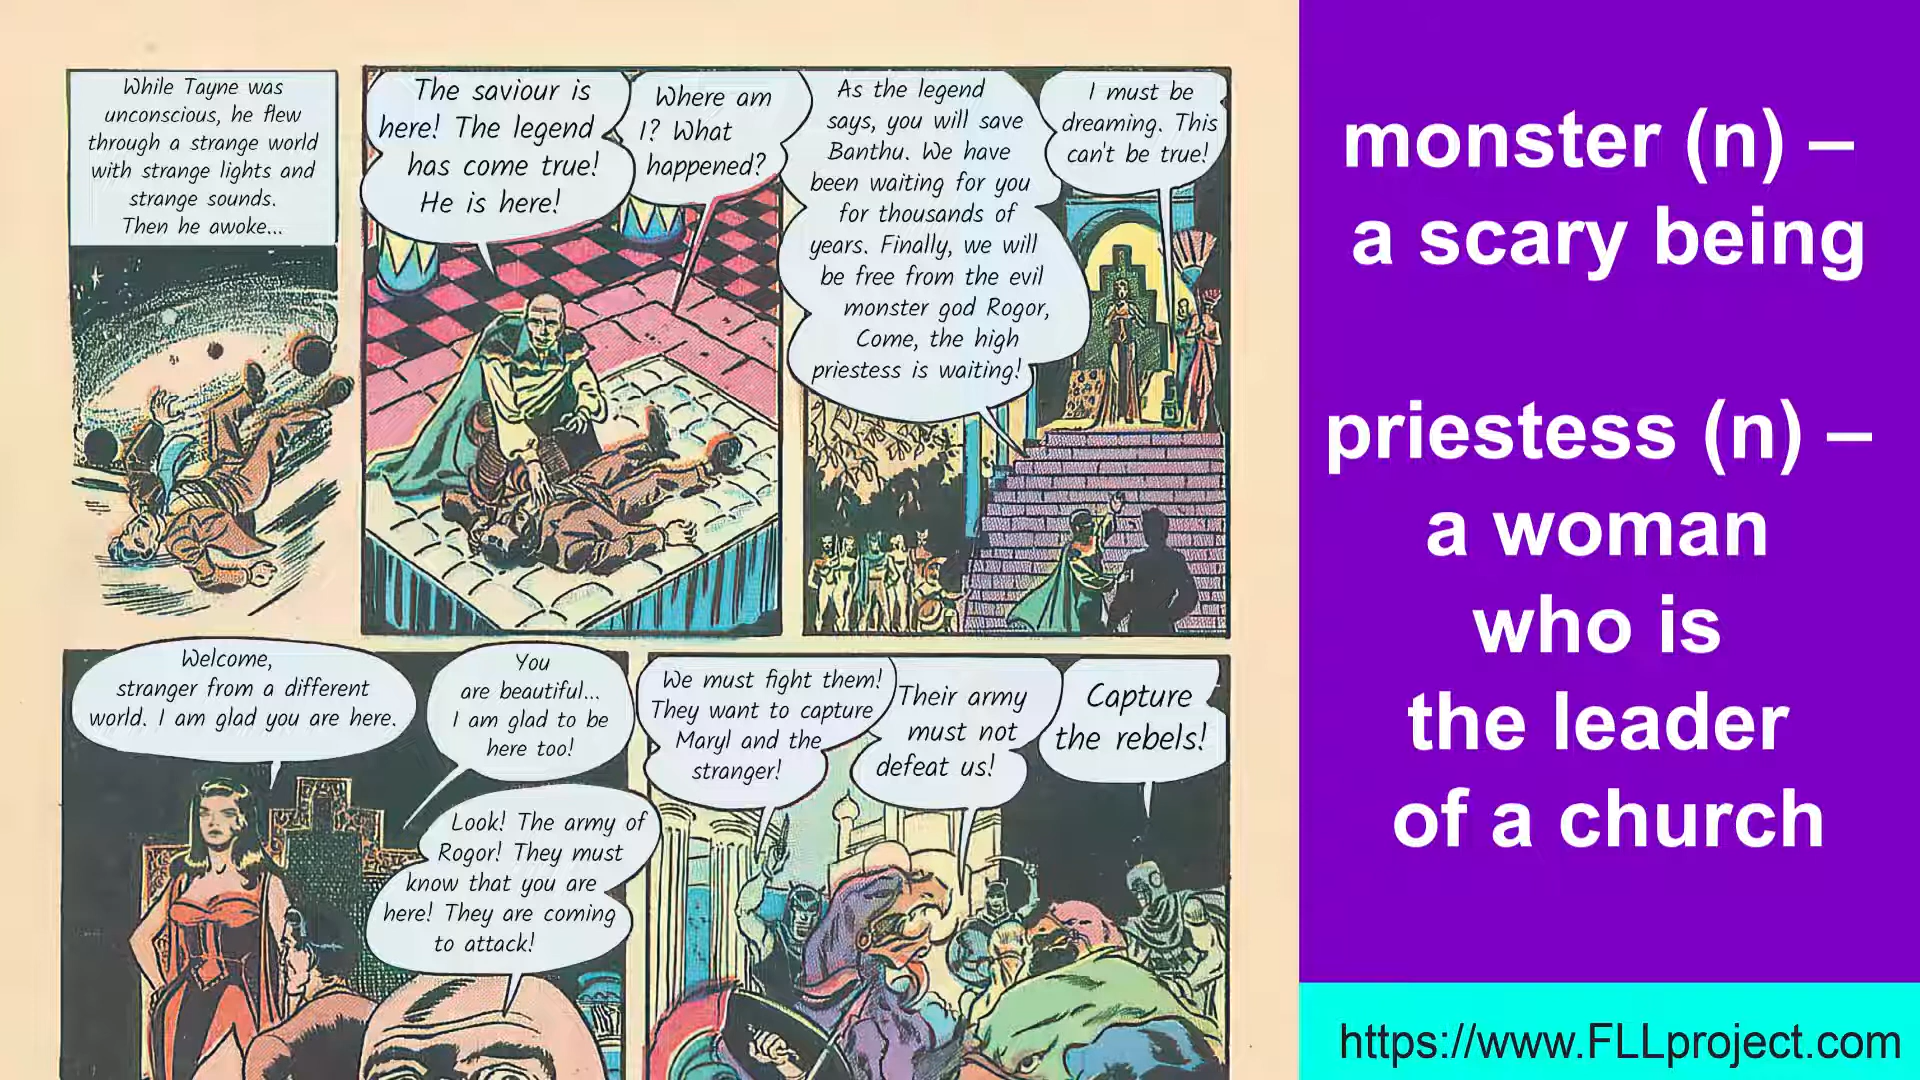 While Tayne was
unconscious, he flew
through a strange world
with strange lights and
strange sounds.
Then he awoke...
The saviour is
here! The legend
has come true!
He is here!
Where am
I? What
happened?
As the legend
says, you will save
Banthu. We have
been waiting for you
for thousands of
years. Finally, we will
be free from the evil
monster god Rogor,
Come, the high
priestess is waiting!
I must be
dreaming. This
can't be true!
Welcome,
stranger from a different
world. I am glad you are here.
You
are beautiful...
I am glad to be
here too!
Look! The army of
Rogor! They must
know that you are
here! They are coming
to attack!
We must fight them!
They want to capture
Maryl and the
stranger!
Their army
must not
defeat us!
Capture
the rebels!
monster (n) –
a scary being
priestess (n) –
a woman
who is
the leader
of a church
https://www.FLLproject.com